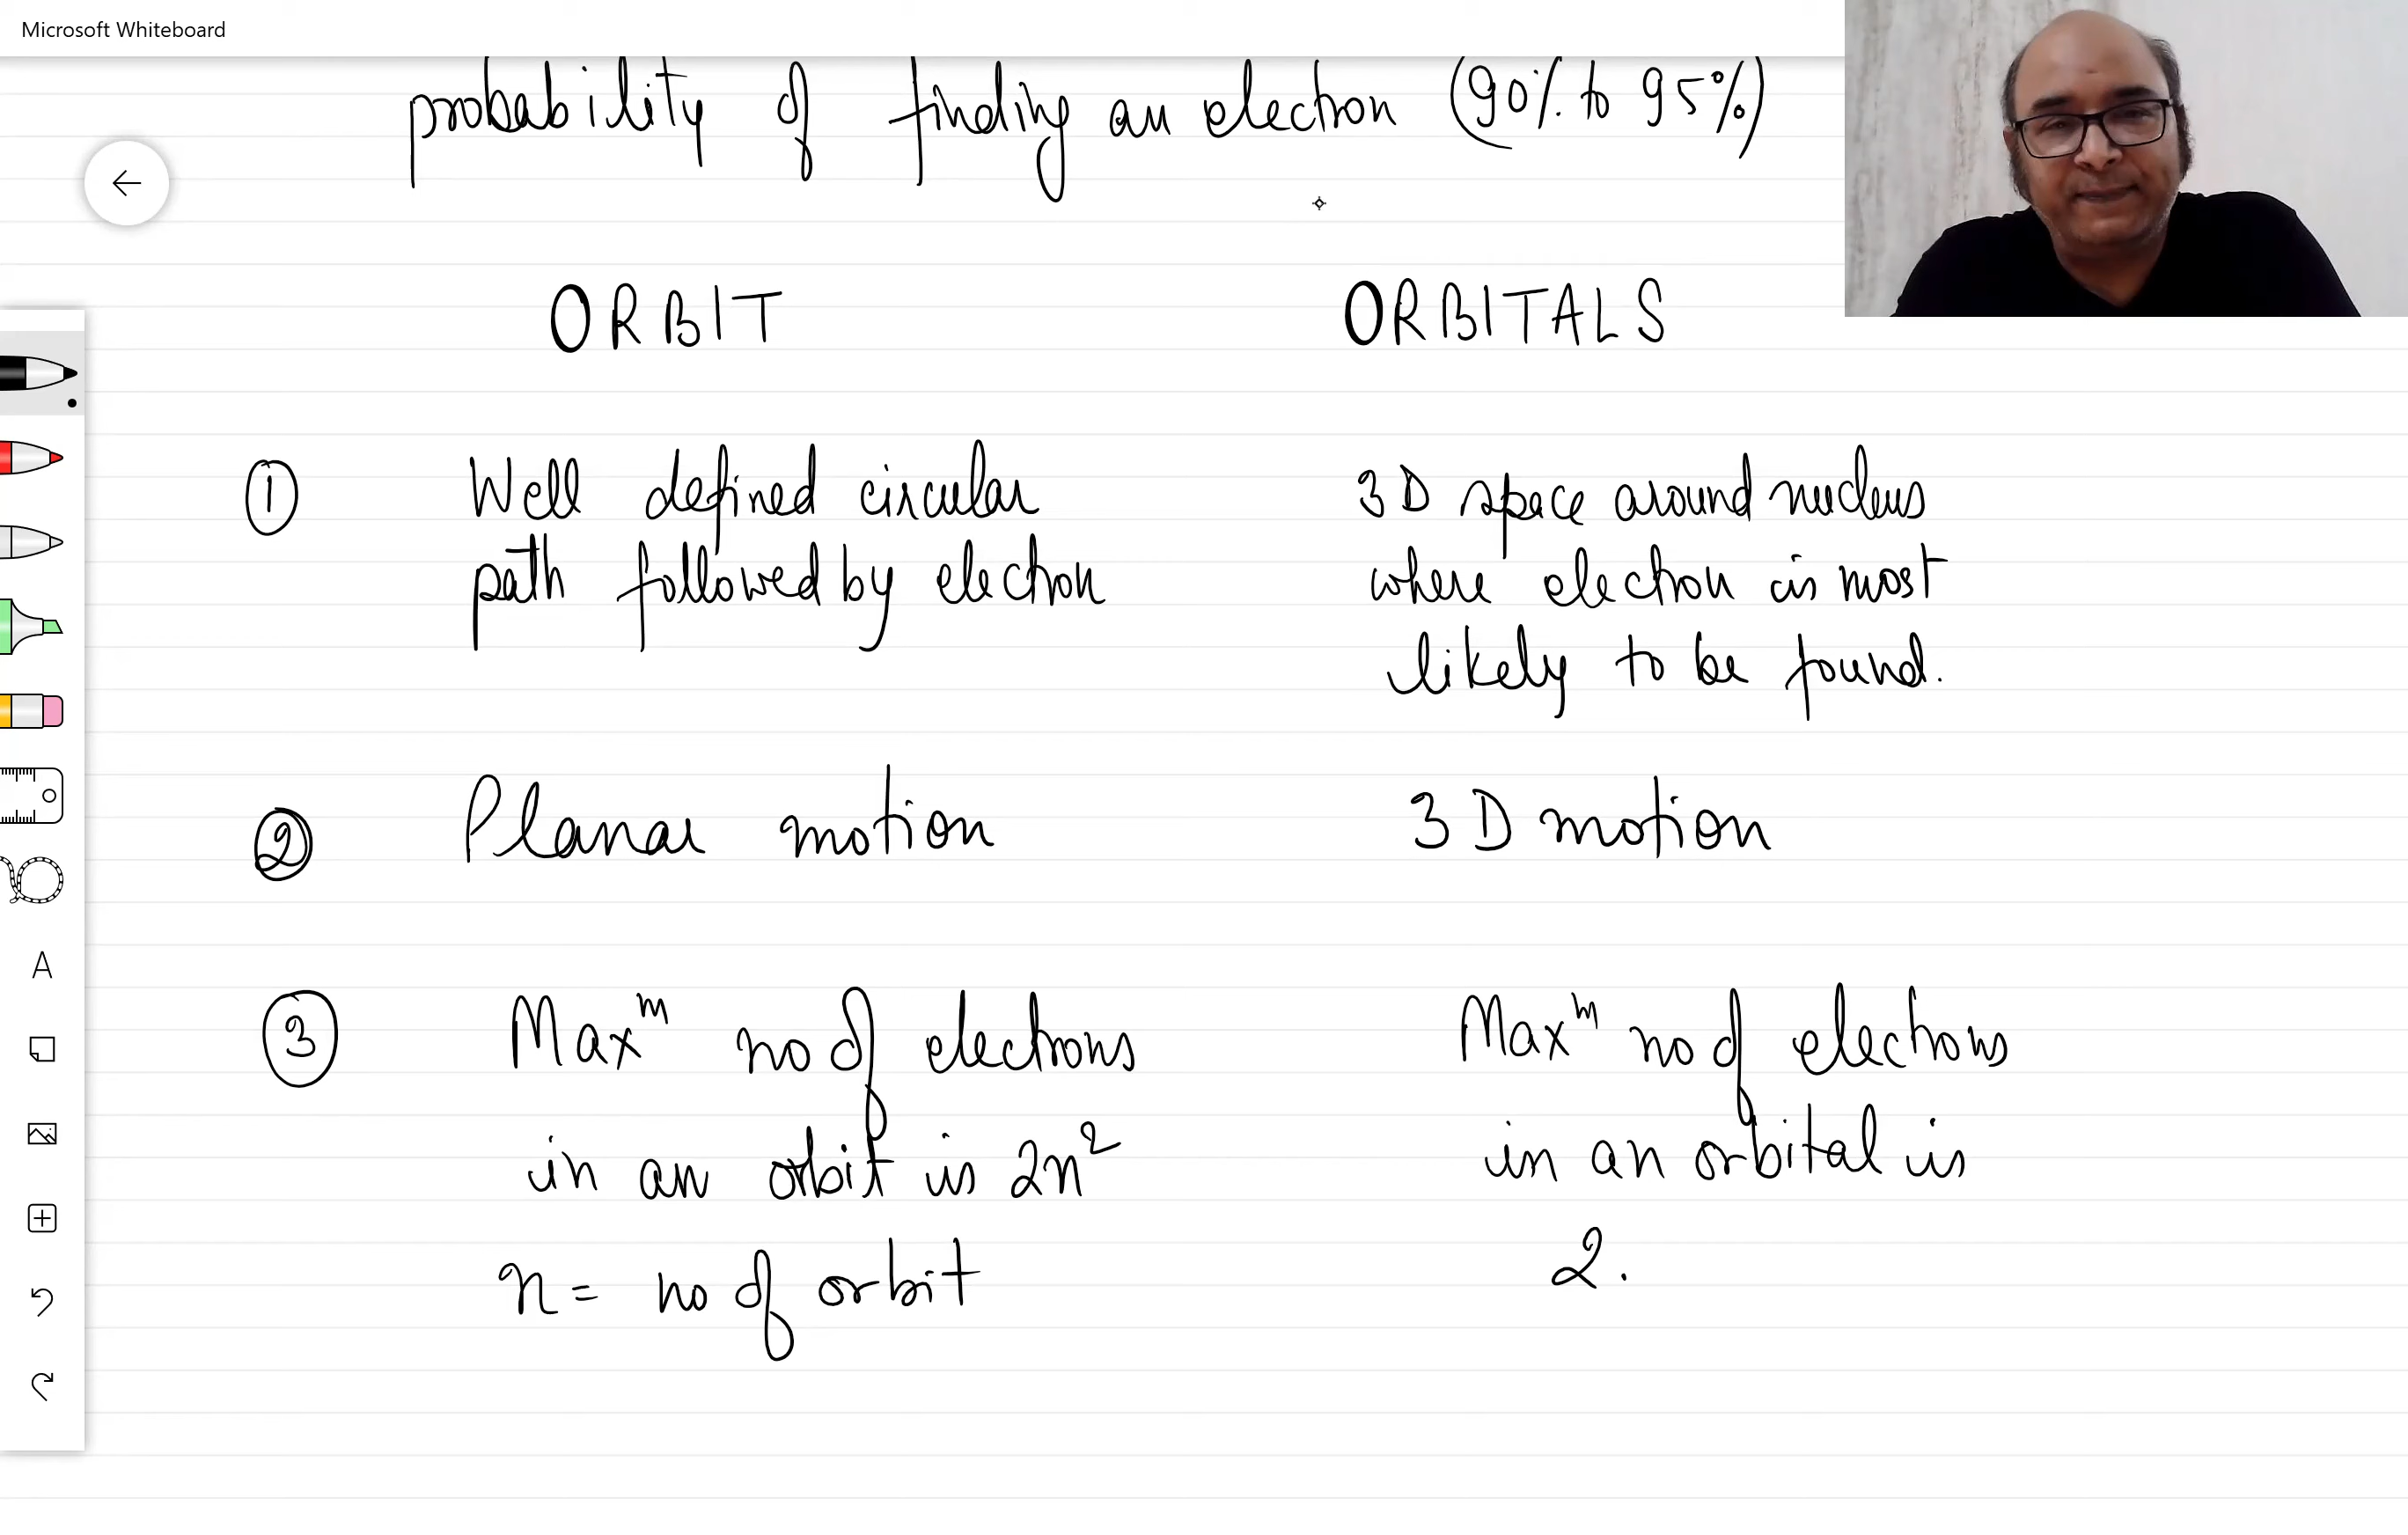 Microsoft Whiteboard
probability of finding an electron (90% to 95%)
ORBIT
ORBITALS
① Well defined circular
path followed by electron
3D space around nucleus
where electron is most
likely to be found.
② Planar motion
3D motion
③ Max^m no of electrons
in an orbit is 2n²
n = no of orbit
Max^m no of electrons
in an orbital is
2.
A